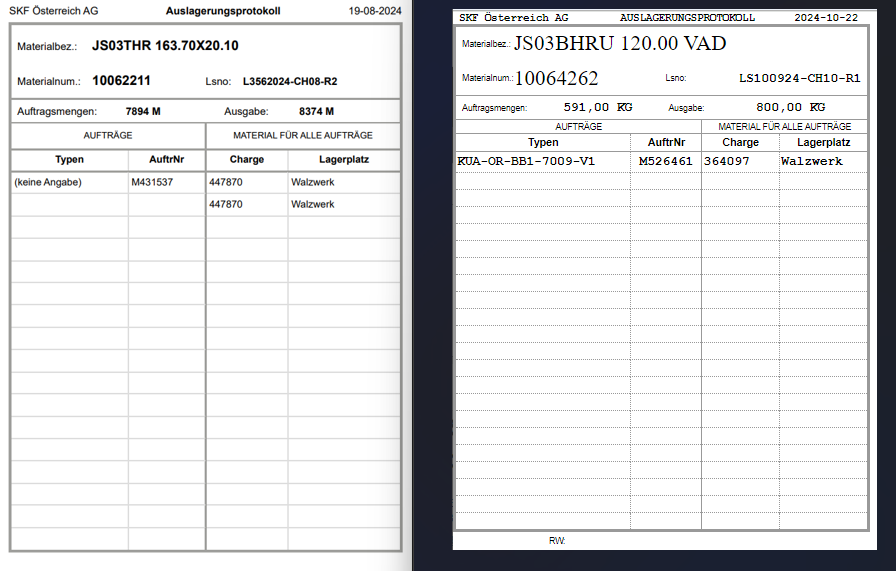 SKF Österreich AG Auslagerungsprotokoll 19-08-2024
Materialbez.: JS03THR 163.70X20.10
Materialnum.: 10062211 Lsno: L3562024-CH08-R2
Auftragsmengen: 7894 M Ausgabe: 8374 M
AUFTRÄGE MATERIAL FÜR ALLE AUFTRÄGE
Typen AuftrNr Charge Lagerplatz
(keine Angabe) M431537 447870 Walzwerk
447870 Walzwerk
SKF Österreich AG AUSLAGERUNGSPROTOKOLL 2024-10-22
Materialbez.: JS03BHRU 120.00 VAD
Materialnum.: 10064262 Lsno: LS100924-CH10-R1
Auftragsmengen: 591,00 KG Ausgabe: 800,00 KG
AUFTRÄGE MATERIAL FÜR ALLE AUFTRÄGE
Typen AuftrNr Charge Lagerplatz
KUA-OR-BB1-7009-V1 M526461 364097 Walzwerk
RW: